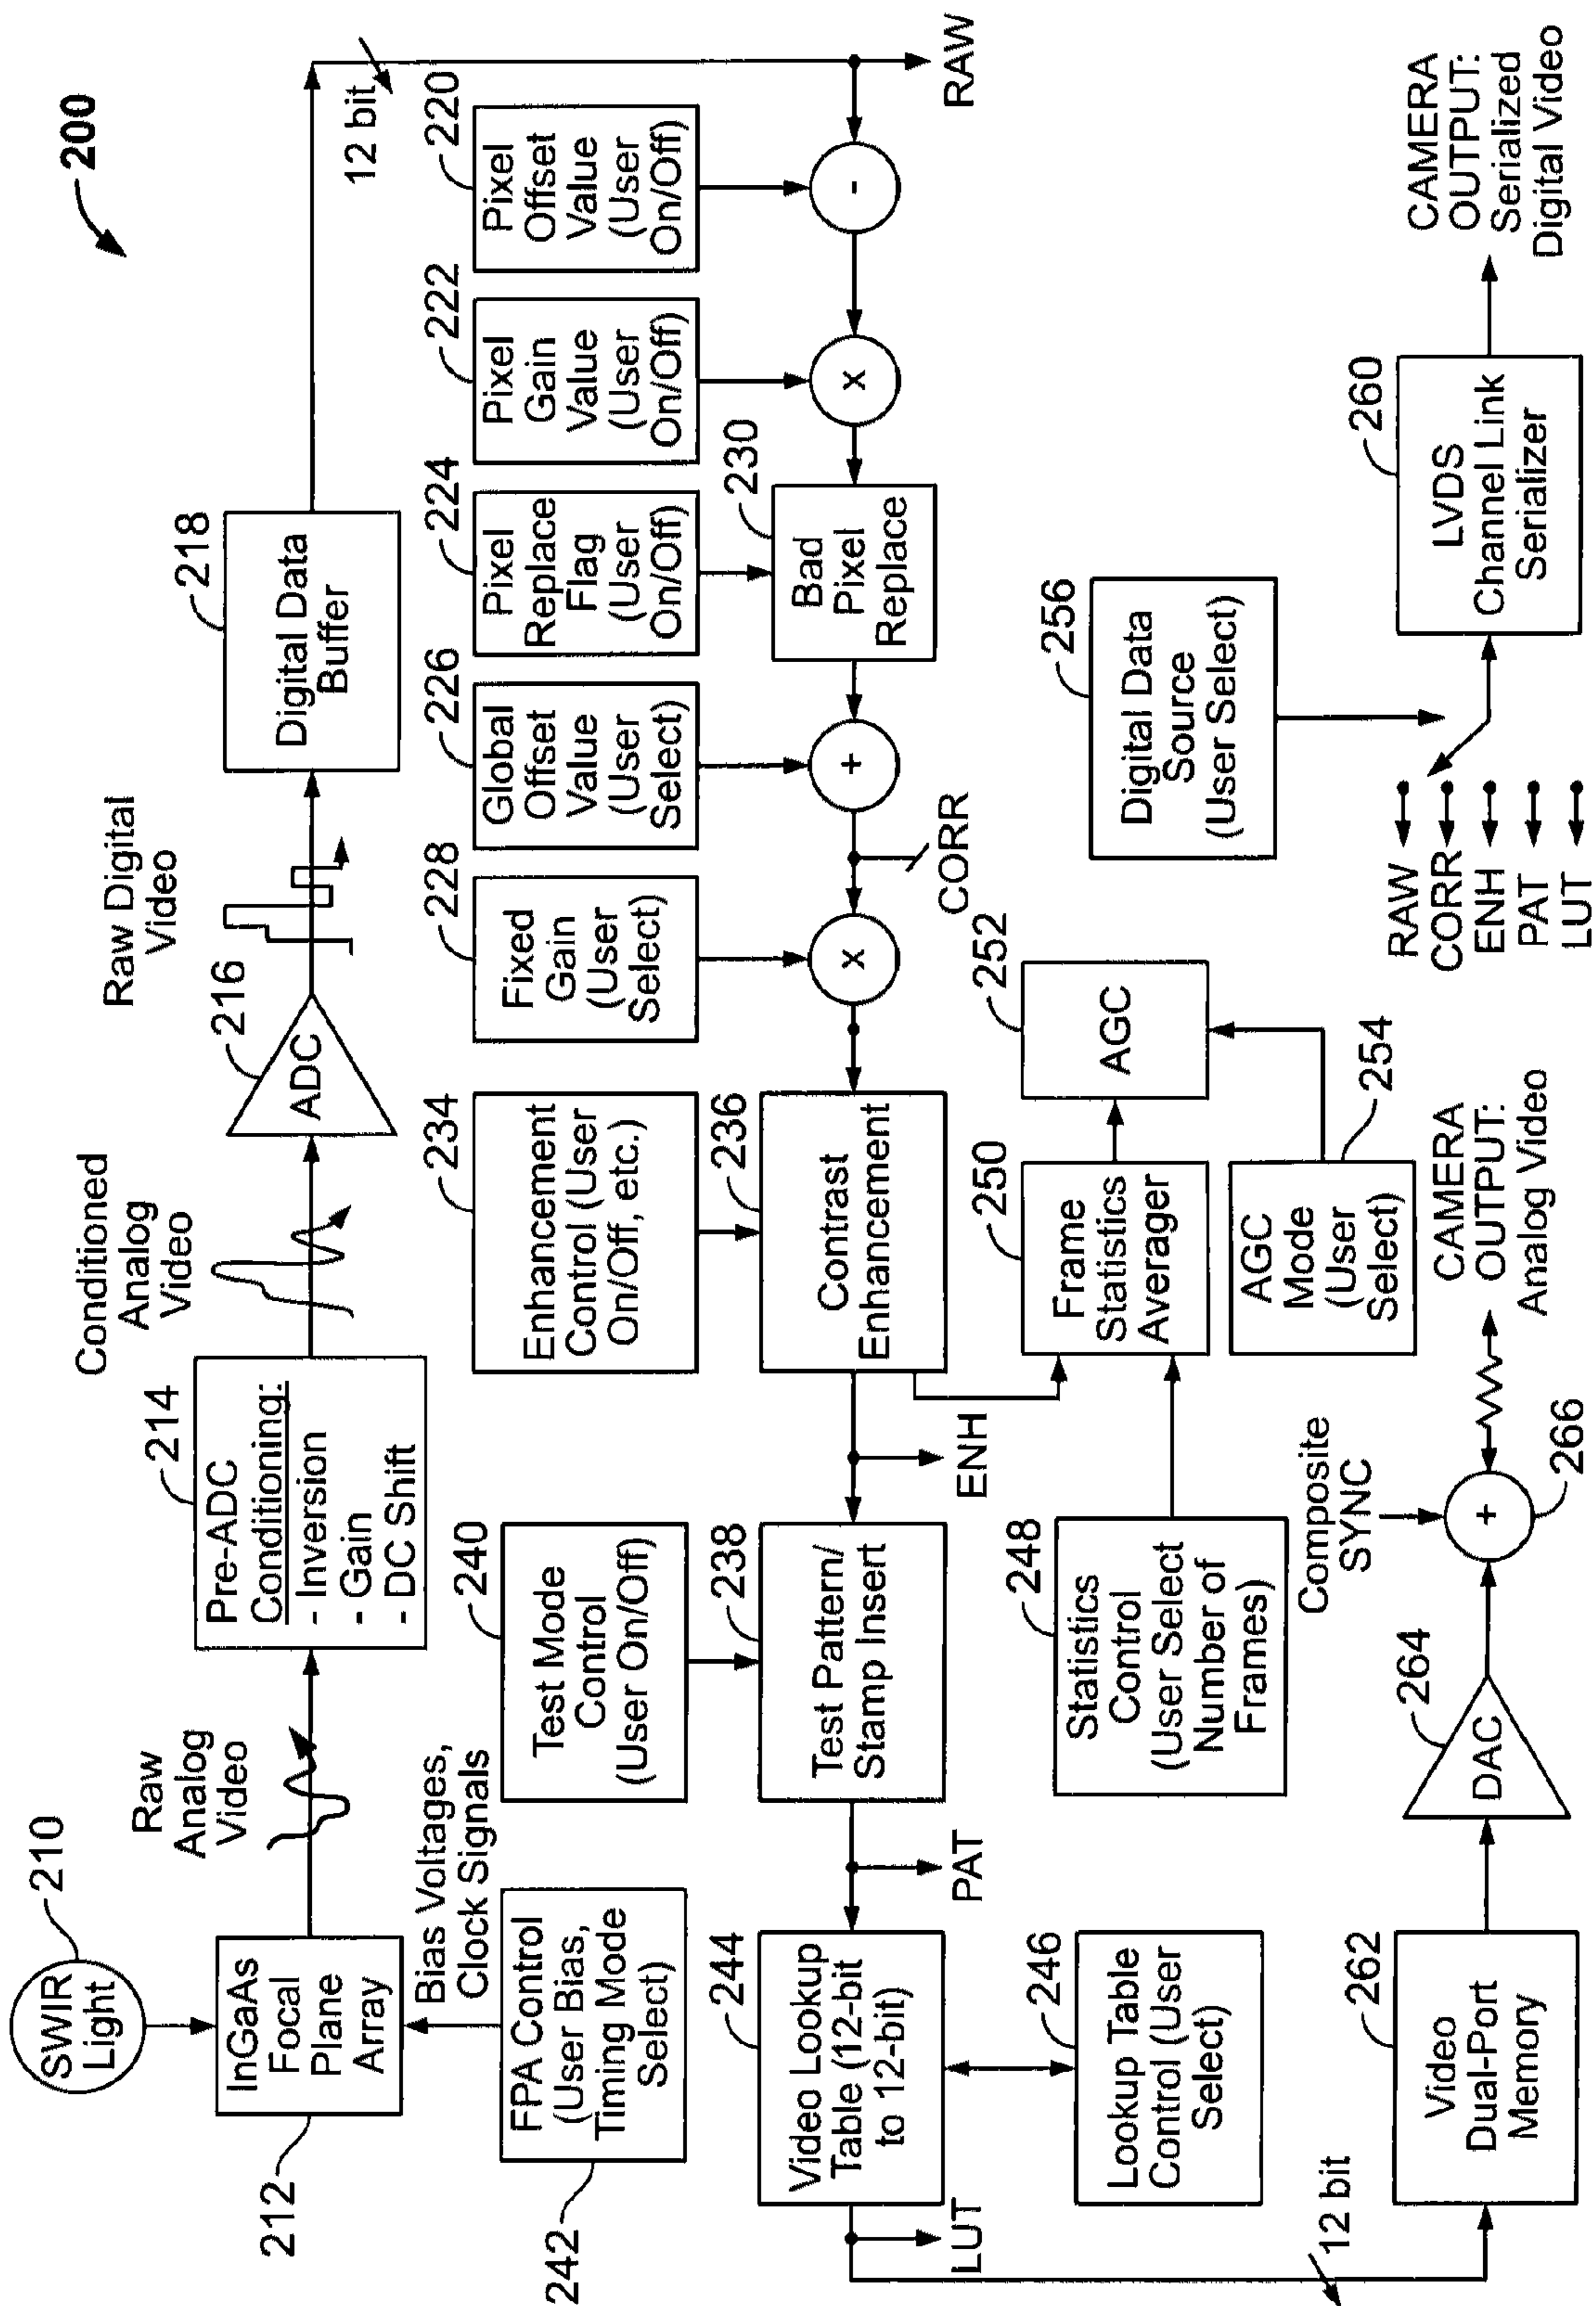 200
SWIR
Light
210
InGaAs
Focal
Plane
Array
212
Raw
Analog
Video
214
Pre-ADC
Conditioning:
- Inversion
- Gain
- DC Shift
Conditioned
Analog
Video
216
ADC
Raw Digital
Video
218
Digital Data
Buffer
12 bit
Bias Voltages,
Clock Signals
FPA Control
(User Bias,
Timing Mode
Select)
242
240
Test Mode
Control
(User On/Off)
234
Enhancement
Control (User
On/Off, etc.)
228
Fixed
Gain
(User
Select)
226
Global
Offset
Value
(User
Select)
224
Pixel
Replace
Flag
(User
On/Off)
222
Pixel
Gain
Value
(User
On/Off)
220
Pixel
Offset
Value
(User
On/Off)
244
Video Lookup
Table (12-bit
to 12-bit)
238
Test Pattern/
Stamp Insert
236
Contrast
Enhancement
x
+
230
Bad
Pixel
Replace
x
-
LUT
PAT
ENH
CORR
RAW
246
Lookup Table
Control (User
Select)
248
Statistics
Control
(User Select
Number of
Frames)
250
Frame
Statistics
Averager
252
AGC
256
Digital Data
Source
(User Select)
AGC
Mode
(User
Select)
254
12 bit
262
Video
Dual-Port
Memory
264
DAC
Composite
SYNC
+
266
CAMERA
OUTPUT:
Analog Video
RAW
CORR
ENH
PAT
LUT
260
LVDS
Channel Link
Serializer
CAMERA
OUTPUT:
Serialized
Digital Video